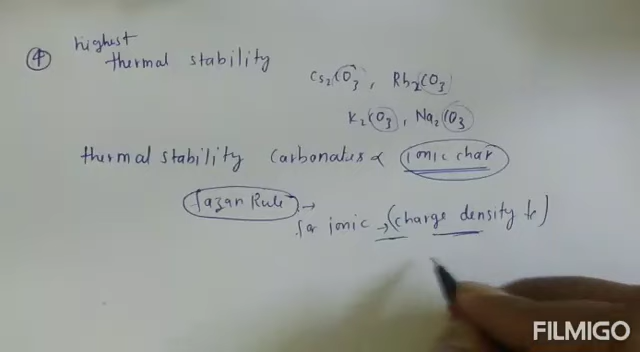 ④ highest
thermal stability
Cs2CO3, Rb2CO3
K2CO3, Na2CO3
thermal stability carbonates ∝ ionic char
fazan Rule :→
for ionic → (charge density
FILMIGO